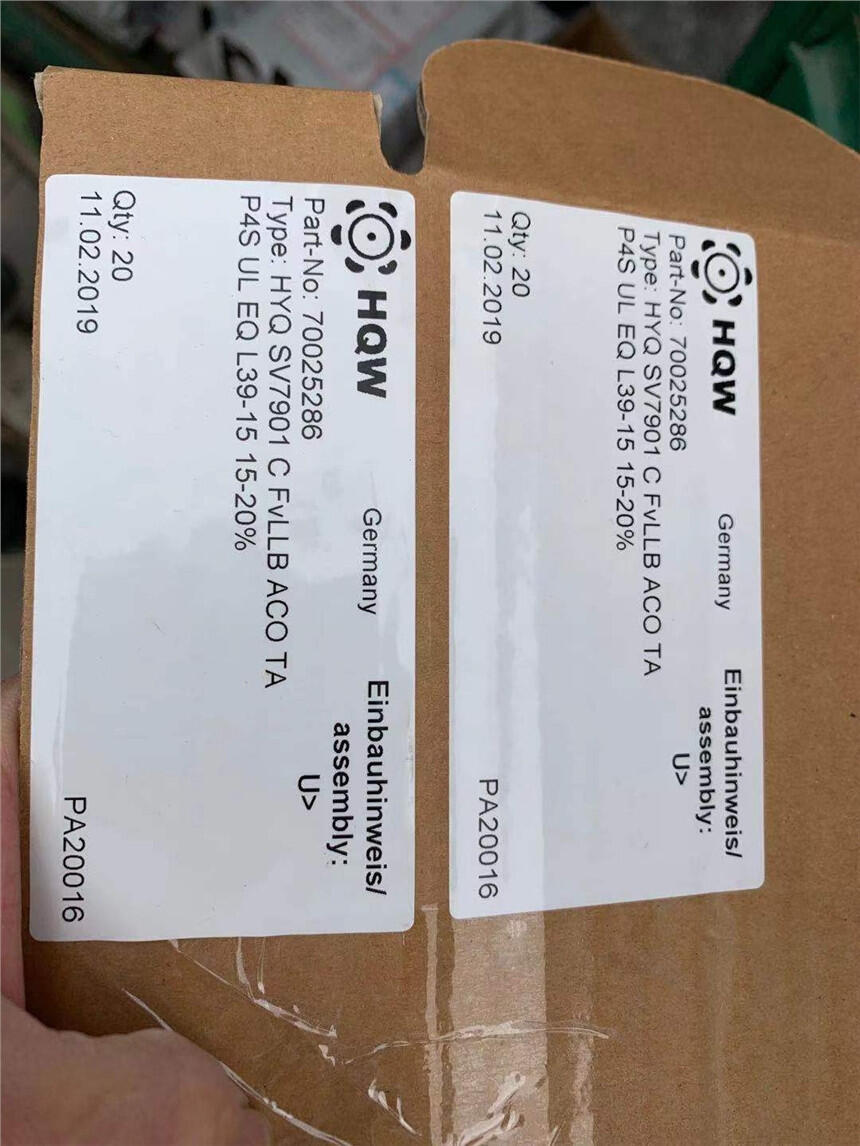 HQW
Germany
Einbauhinweis/
assembly:
U>
Part-No: 70025286
Type: HYQ SV7901 C FvLLB ACO TA
P4S UL EQ L39-15 15-20%
Qty: 20
11.02.2019
PA20016
HQW
Germany
Einbauhinweis/
assembly:
U>
Part-No: 70025286
Type: HYQ SV7901 C FvLLB ACO TA
P4S UL EQ L39-15 15-20%
Qty: 20
11.02.2019
PA20016